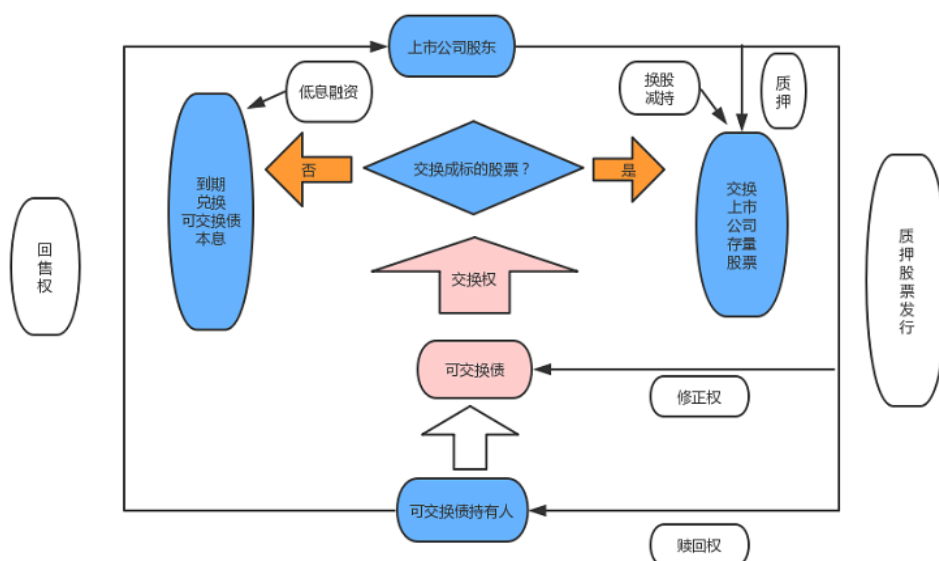 上市公司股东
低息融资
换股
减持
质
押
到期
兑换
可交换债
本息
否
交换成标的股票？
是
交换
上市
公司
存量
股票
回
售
权
质
押
股
票
发
行
交换权
可交换债
修正权
可交换债持有人
赎回权